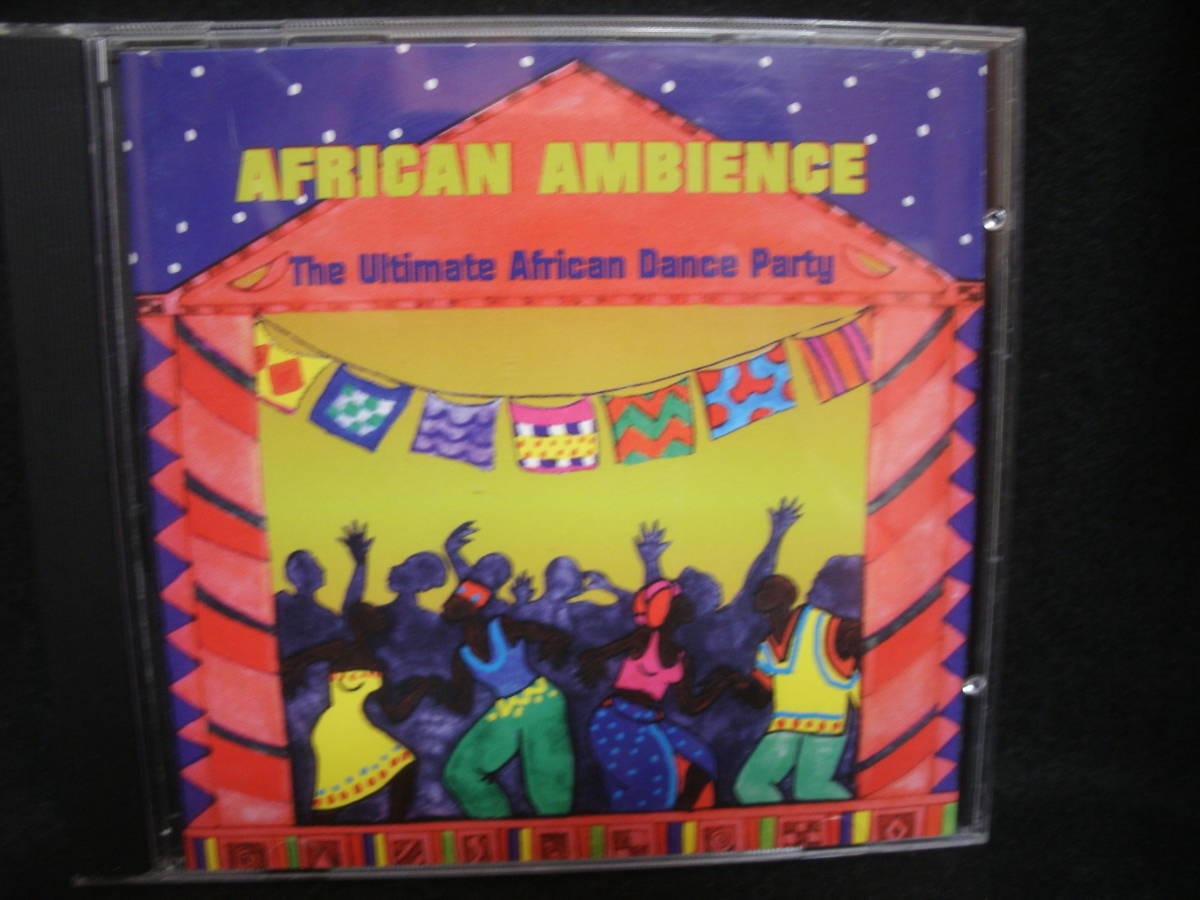 AFRICAN AMBIENCE
The Ultimate African Dance Party